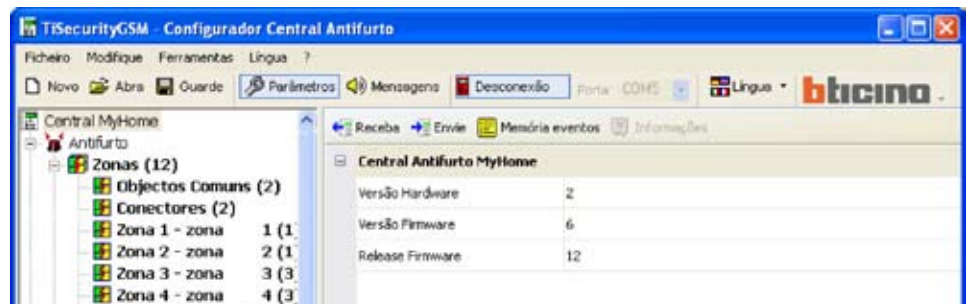 TiSecurityGSM - Configurador Central Antifurto
Ficheiro Modifique Ferramentas Língua ?
Novo Abra Guarde Parâmetros Mensagens Desconexão Porta: COM5 Língua bticino
Central MyHome
Receba Envie Memória eventos Informações
Antifurto
Central Antifurto MyHome
Zonas (12)
Objectos Comuns (2)
Versão Hardware 2
Conectores (2)
Versão Firmware 6
Zona 1 - zona 1 (1
Zona 2 - zona 2 (1
Release Firmware 12
Zona 3 - zona 3 (3
Zona 4 - zona 4 (3